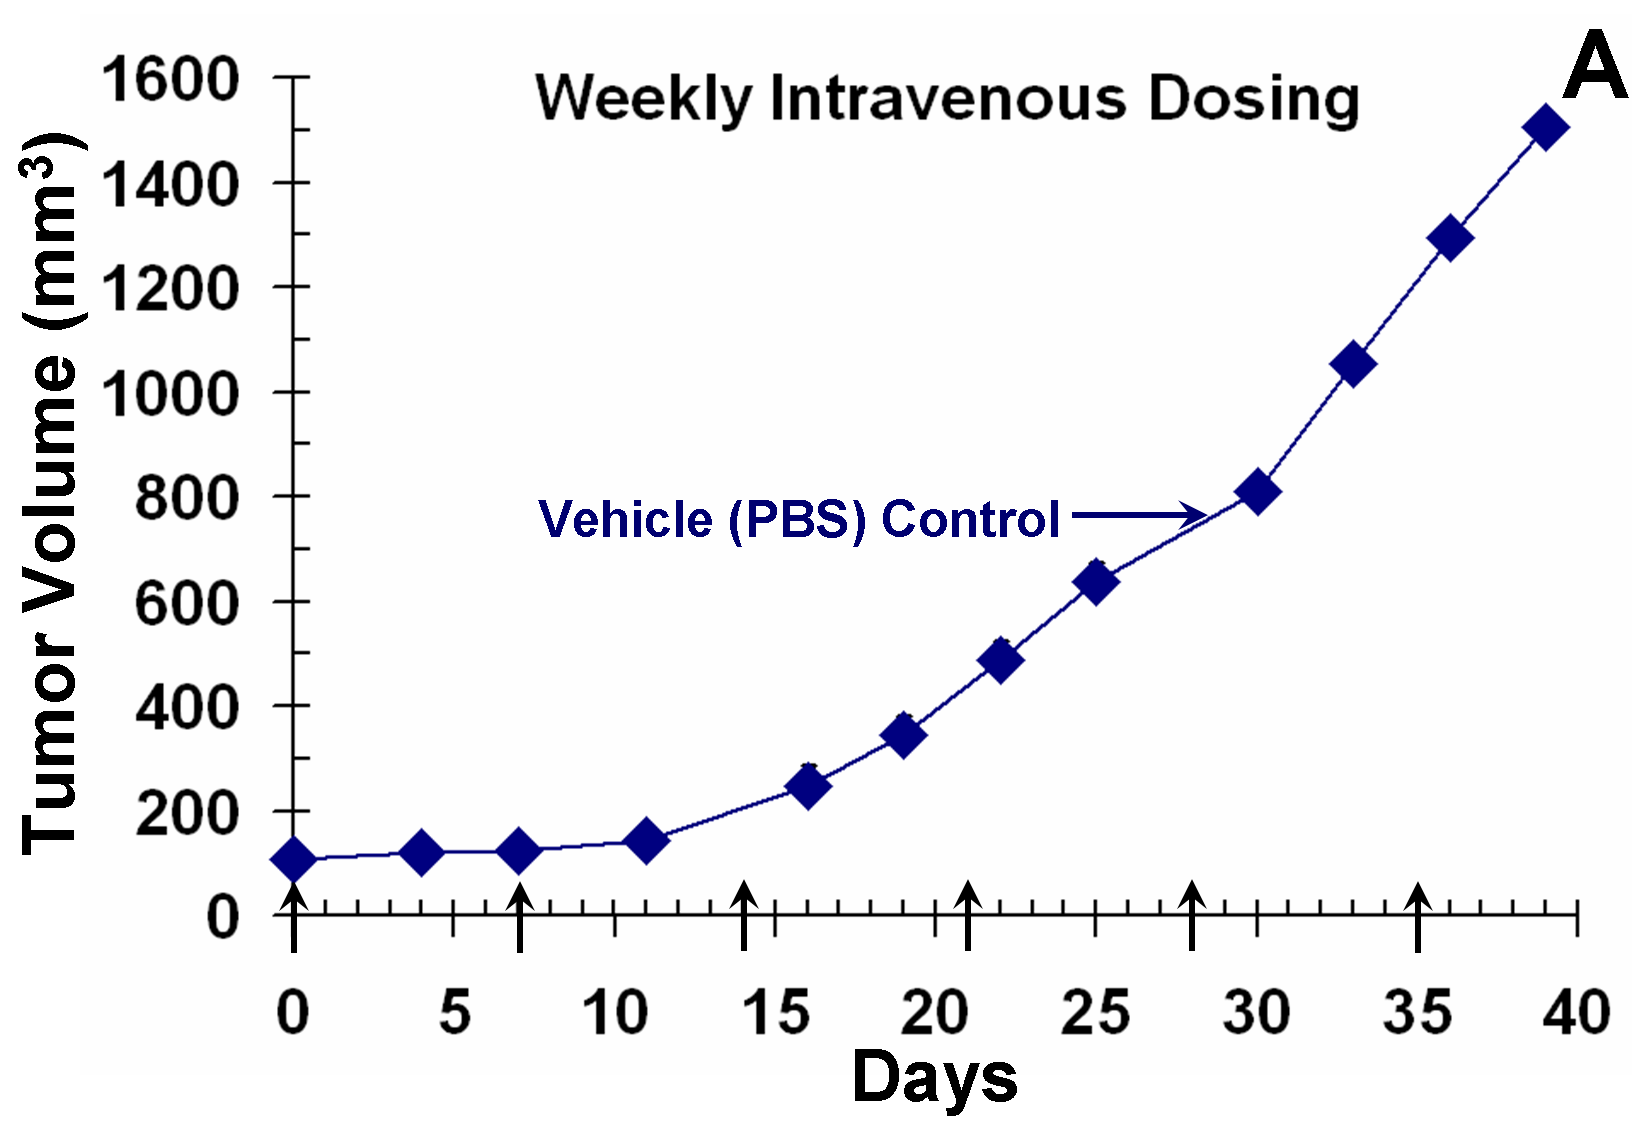 A
Weekly Intravenous Dosing
Tumor Volume (mm³)
1600
1400
1200
1000
800
600
400
200
0
Vehicle (PBS) Control
0 5 10 15 20 25 30 35 40
Days